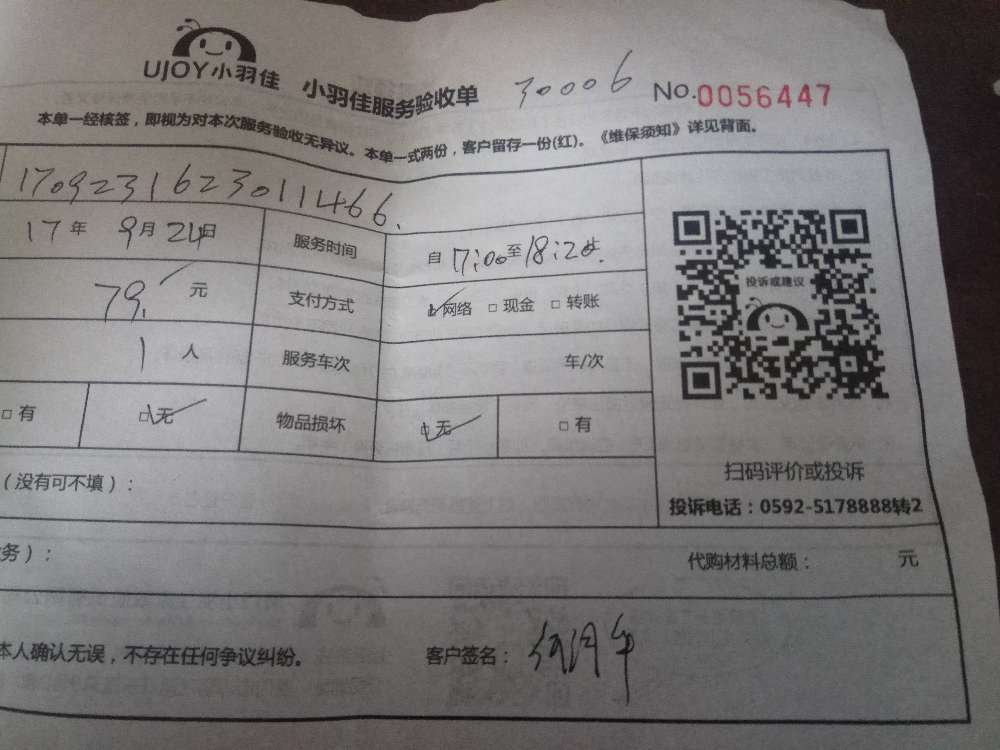 UJOY小羽佳 小羽佳服务验收单 30006 No.0056447
本单一经核签，即视为对本次服务验收无异议。本单一式两份，客户留存一份(红)。《维保须知》详见背面。
1709231623011466.
17年 9月 24日 服务时间 自 17:00 至 18:20
79. 元 支付方式 网络 □ 现金 □ 转账
1 人 服务车次 车/次
□ 有 □ 无 物品损坏 □ 无 □ 有
投诉或建议
扫码评价或投诉
投诉电话：0592-5178888转2
（没有可不填）：
务）： 代购材料总额： 元
本人确认无误，不存在任何争议纠纷。 客户签名：